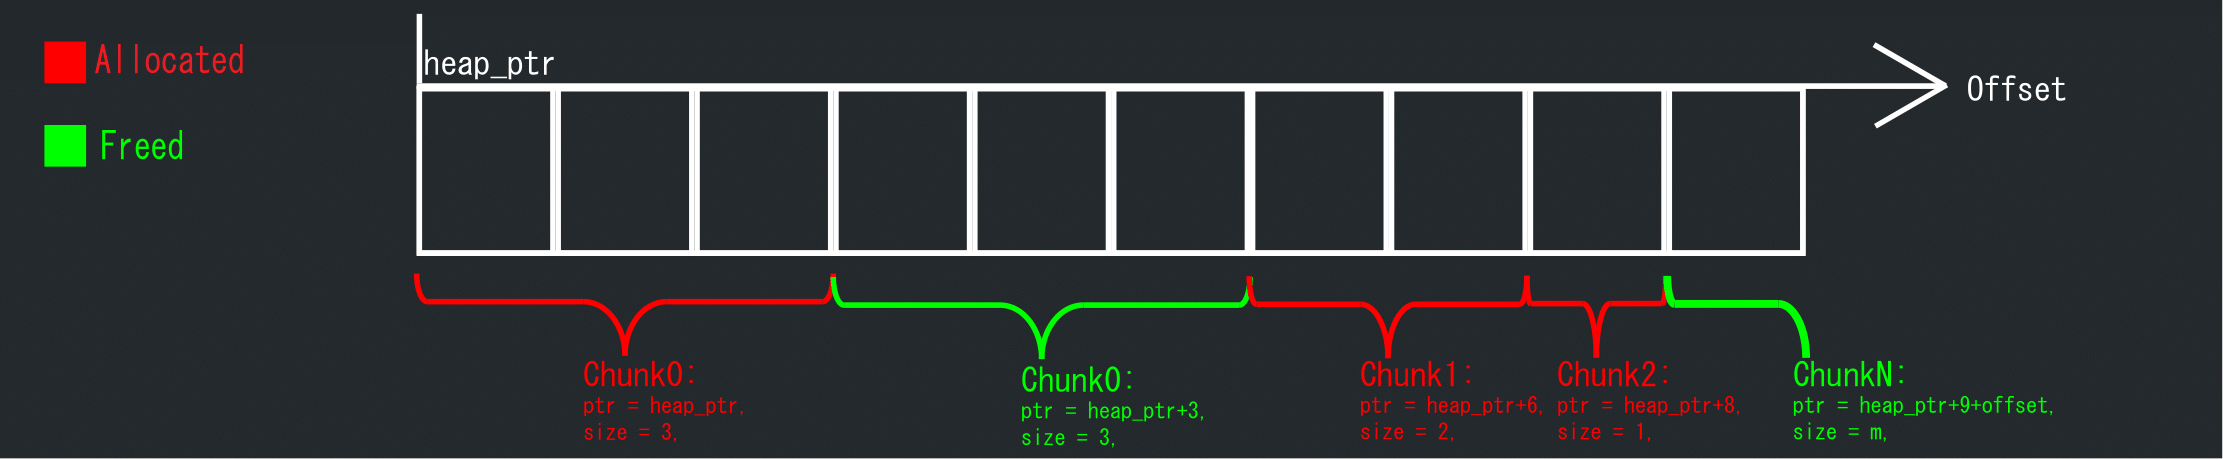 Allocated
Freed
heap_ptr
Offset
Chunk0:
ptr = heap_ptr,
size = 3,
Chunk0:
ptr = heap_ptr+3,
size = 3,
Chunk1:
ptr = heap_ptr+6,
size = 2,
Chunk2:
ptr = heap_ptr+8,
size = 1,
ChunkN:
ptr = heap_ptr+9+offset,
size = m,